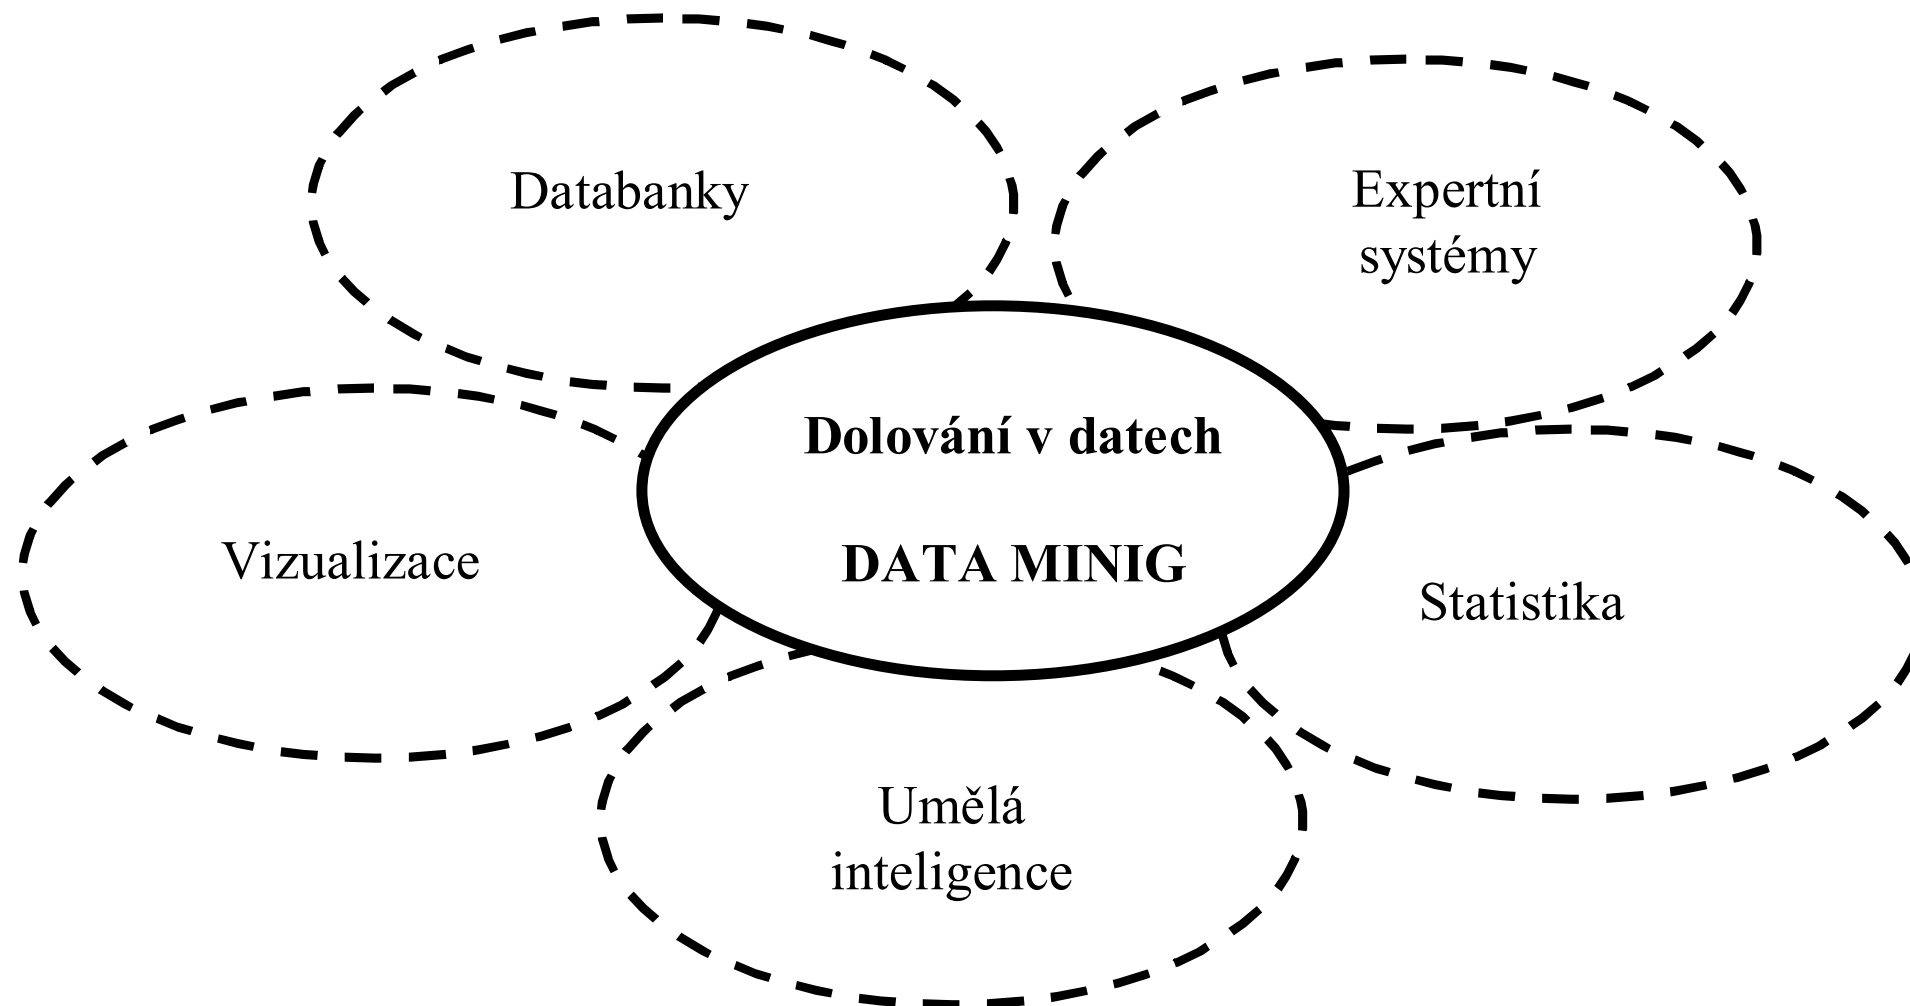 Databanky
Expertní
systémy
Dolování v datech
DATA MINIG
Vizualizace
Statistika
Umělá
inteligence